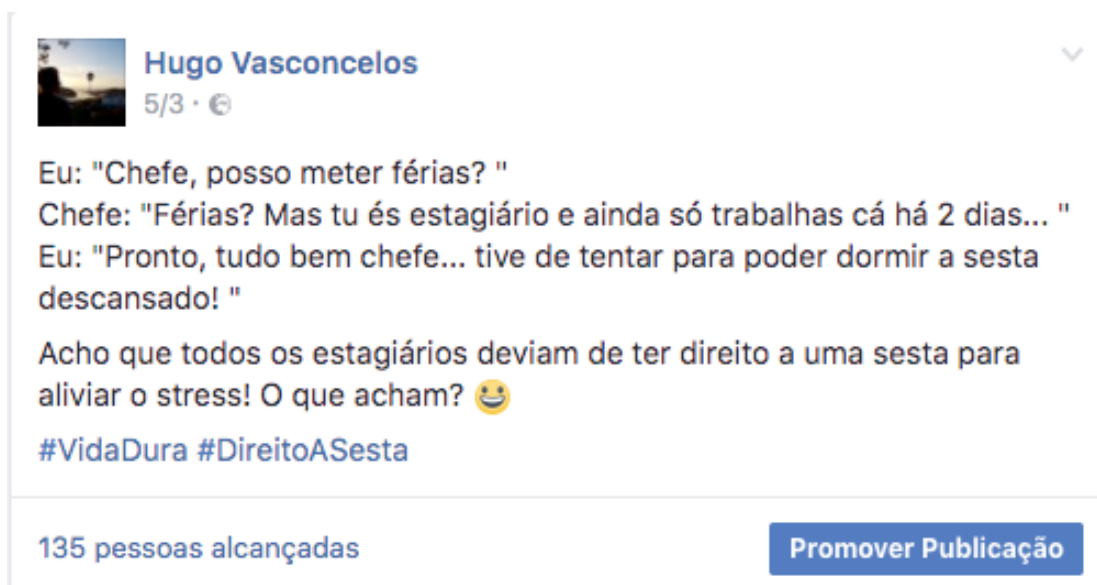 Hugo Vasconcelos
5/3 ·
Eu: "Chefe, posso meter férias? "
Chefe: "Férias? Mas tu és estagiário e ainda só trabalhas cá há 2 dias... "
Eu: "Pronto, tudo bem chefe... tive de tentar para poder dormir a sesta
descansado! "
Acho que todos os estagiários deviam de ter direito a uma sesta para
aliviar o stress! O que acham? 😀
#VidaDura #DireitoASesta
135 pessoas alcançadas
Promover Publicação